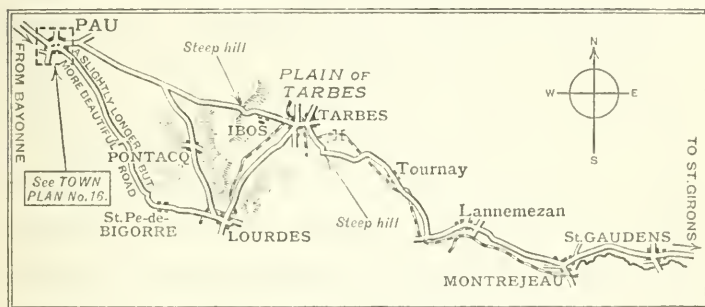 PAU
FROM BAYONNE
A SLIGHTLY LONGER BUT
MORE BEAUTIFUL ROAD
See TOWN
PLAN No.16.
Steep hill
PLAIN OF
TARBES
IBOS
TARBES
PONTACQ
St. Pe-de-
BIGORRE
LOURDES
Steep hill
Tournay
Lannemezan
MONTREJEAU
St. GAUDENS
TO ST. GIRONS
N
W
E
S